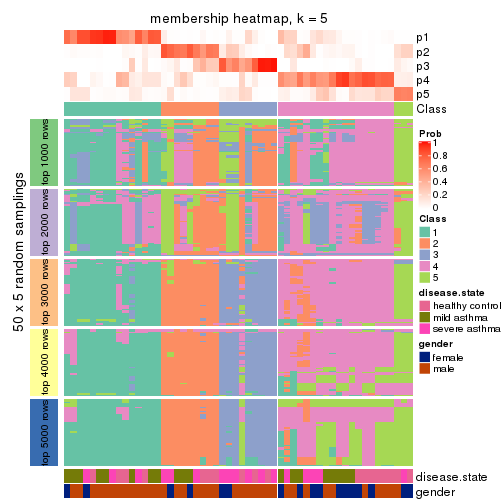 membership heatmap, k = 5
p1
p2
p3
p4
p5
Class
50 x 5 random samplings
top 1000 rows
top 2000 rows
top 3000 rows
top 4000 rows
top 5000 rows
disease.state
gender
Prob
1
0.8
0.6
0.4
0.2
0
Class
1
2
3
4
5
disease.state
healthy control
mild asthma
severe asthma
gender
female
male